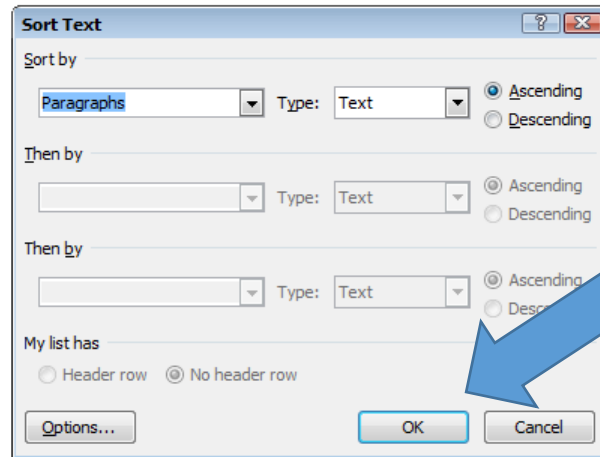 Sort Text
Sort by
Paragraphs Type: Text Ascending
Descending
Then by
Type: Text Ascending
Descending
Then by
Type: Text Ascending
My list has
Header row No header row
Options... OK Cancel